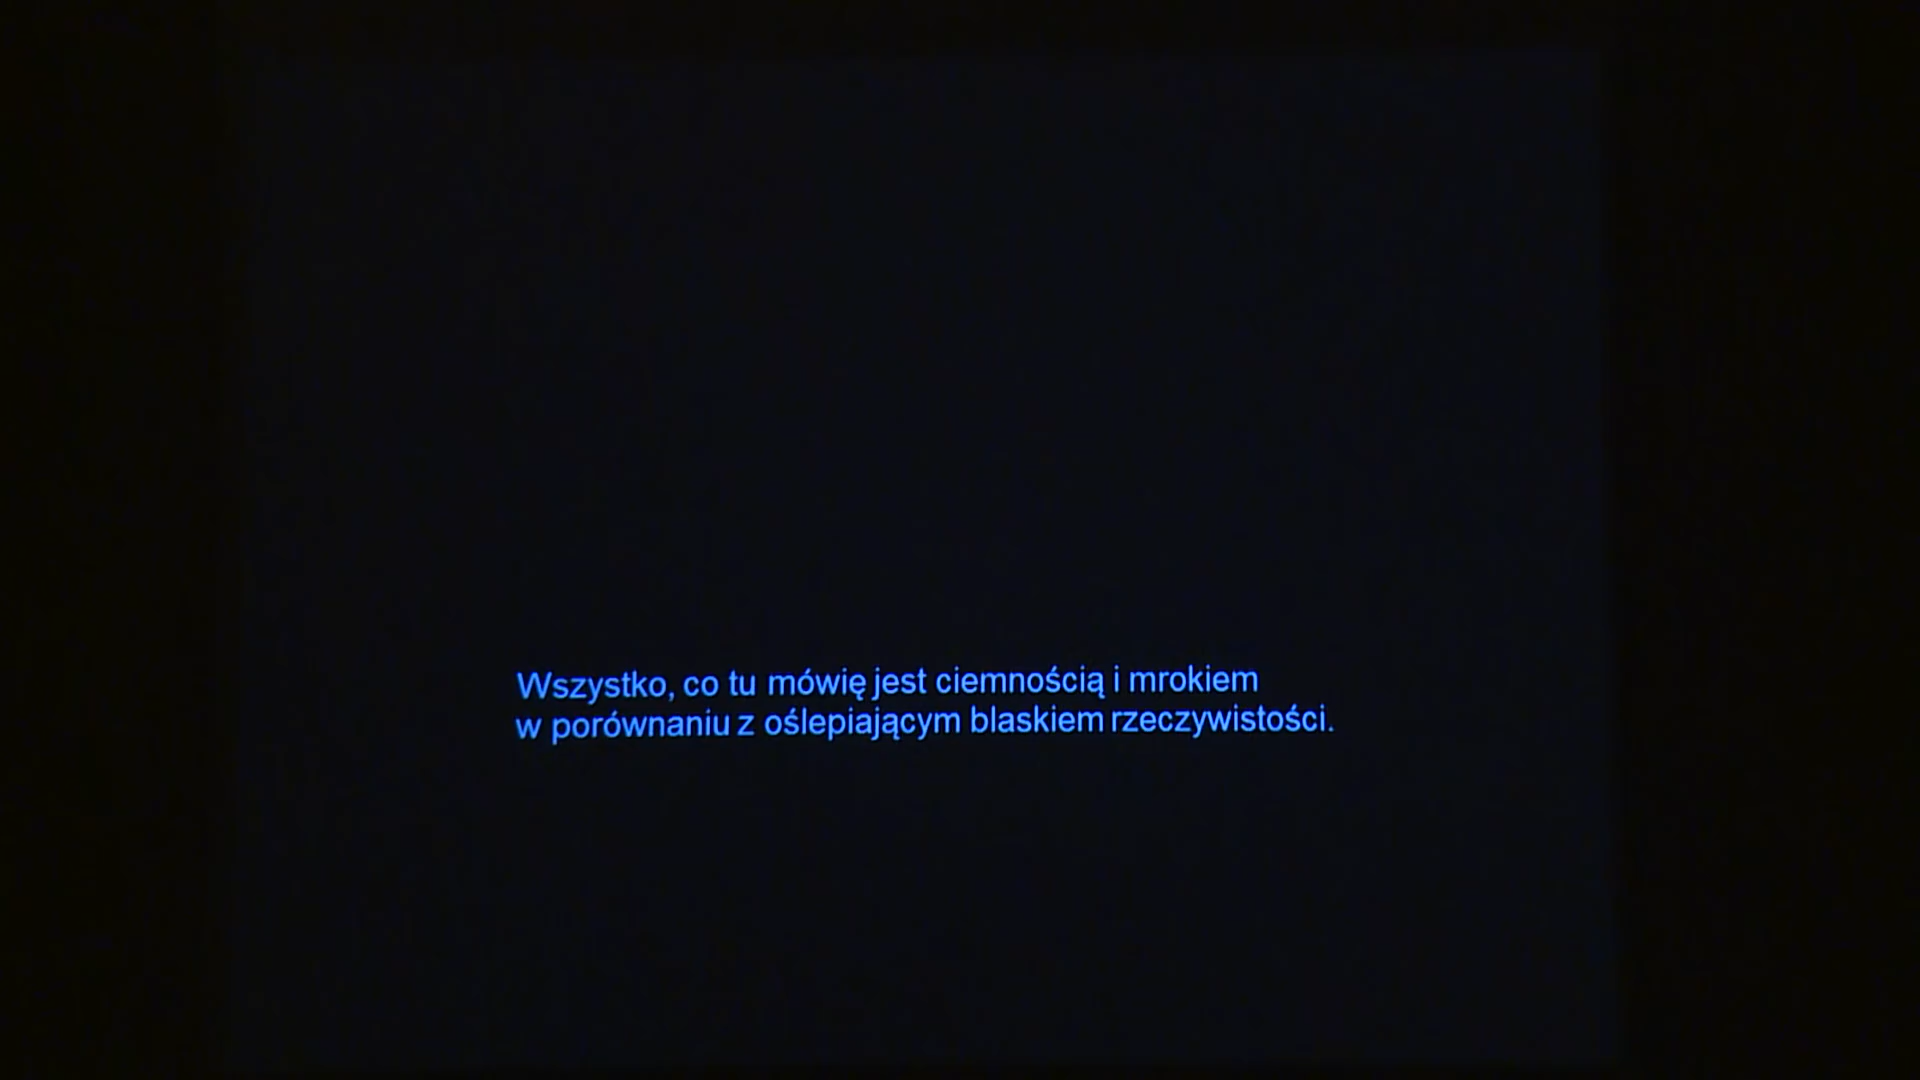 Wszystko, co tu mówię jest ciemnością i mrokiem
w porównaniu z oślepiającym blaskiem rzeczywistości.